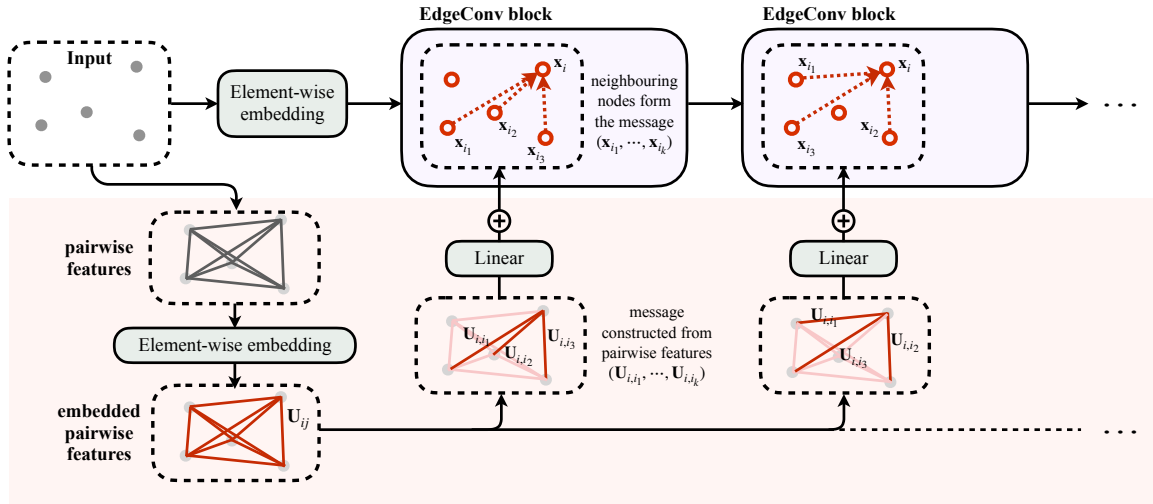 EdgeConv block
EdgeConv block
Input
Element-wise
embedding
x_i
x_{i_1}
x_{i_2}
x_{i_3}
neighbouring
nodes form
the message
(x_{i_1}, ⋯, x_{i_k})
x_{i_1}
x_i
x_{i_2}
x_{i_3}
. . .
pairwise
features
+
+
Linear
Linear
Element-wise embedding
U_{i,i_1}
U_{i,i_2}
U_{i,i_3}
message
constructed from
pairwise features
(U_{i,i_1}, ⋯, U_{i,i_k})
U_{i,i_1}
U_{i,i_2}
U_{i,i_3}
embedded
pairwise
features
U_{ij}
. . .